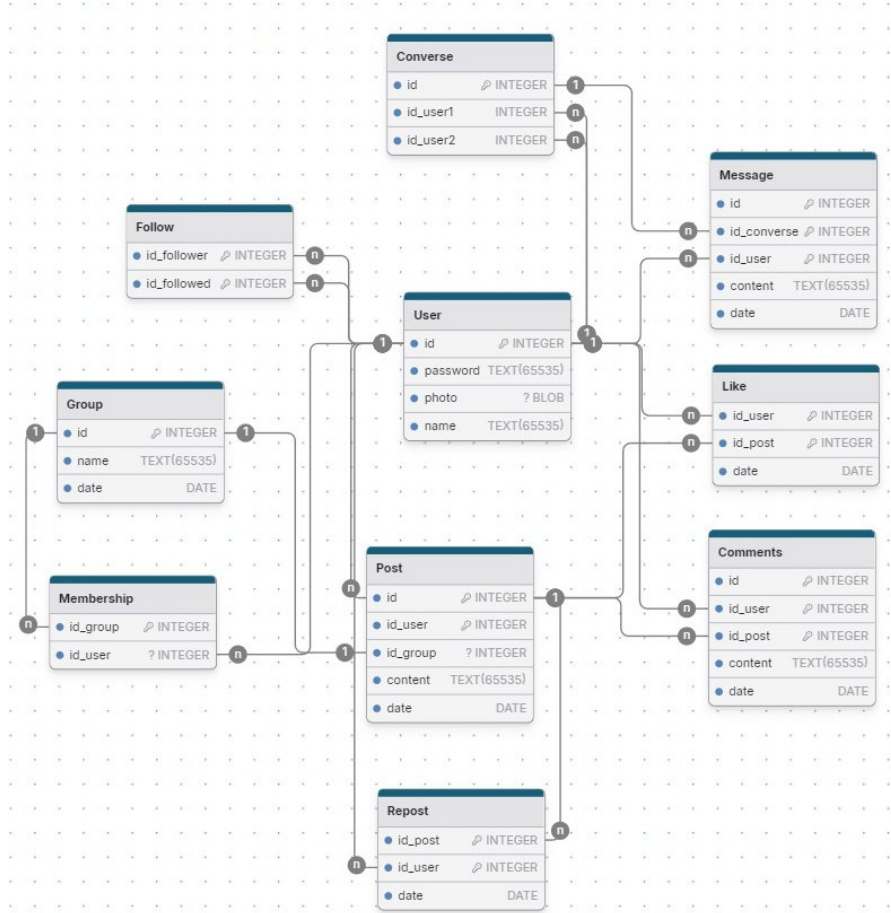 Converse
id INTEGER
1
id_user1 INTEGER
n
id_user2 INTEGER
n
Message
id INTEGER
n
id_converse INTEGER
n
id_user INTEGER
content TEXT(65535)
date DATE
Follow
id_follower INTEGER
n
id_followed INTEGER
n
User
1
id INTEGER
1
1
password TEXT(65535)
photo ? BLOB
name TEXT(65535)
Like
n
id_user INTEGER
n
id_post INTEGER
date DATE
Group
1
id INTEGER
1
name TEXT(65535)
date DATE
Comments
id INTEGER
n
id_user INTEGER
n
id_post INTEGER
content TEXT(65535)
date DATE
Post
n
id INTEGER
1
id_user INTEGER
1
id_group ? INTEGER
content TEXT(65535)
date DATE
Membership
n
id_group INTEGER
id_user ? INTEGER
n
Repost
id_post INTEGER
n
n
id_user INTEGER
date DATE